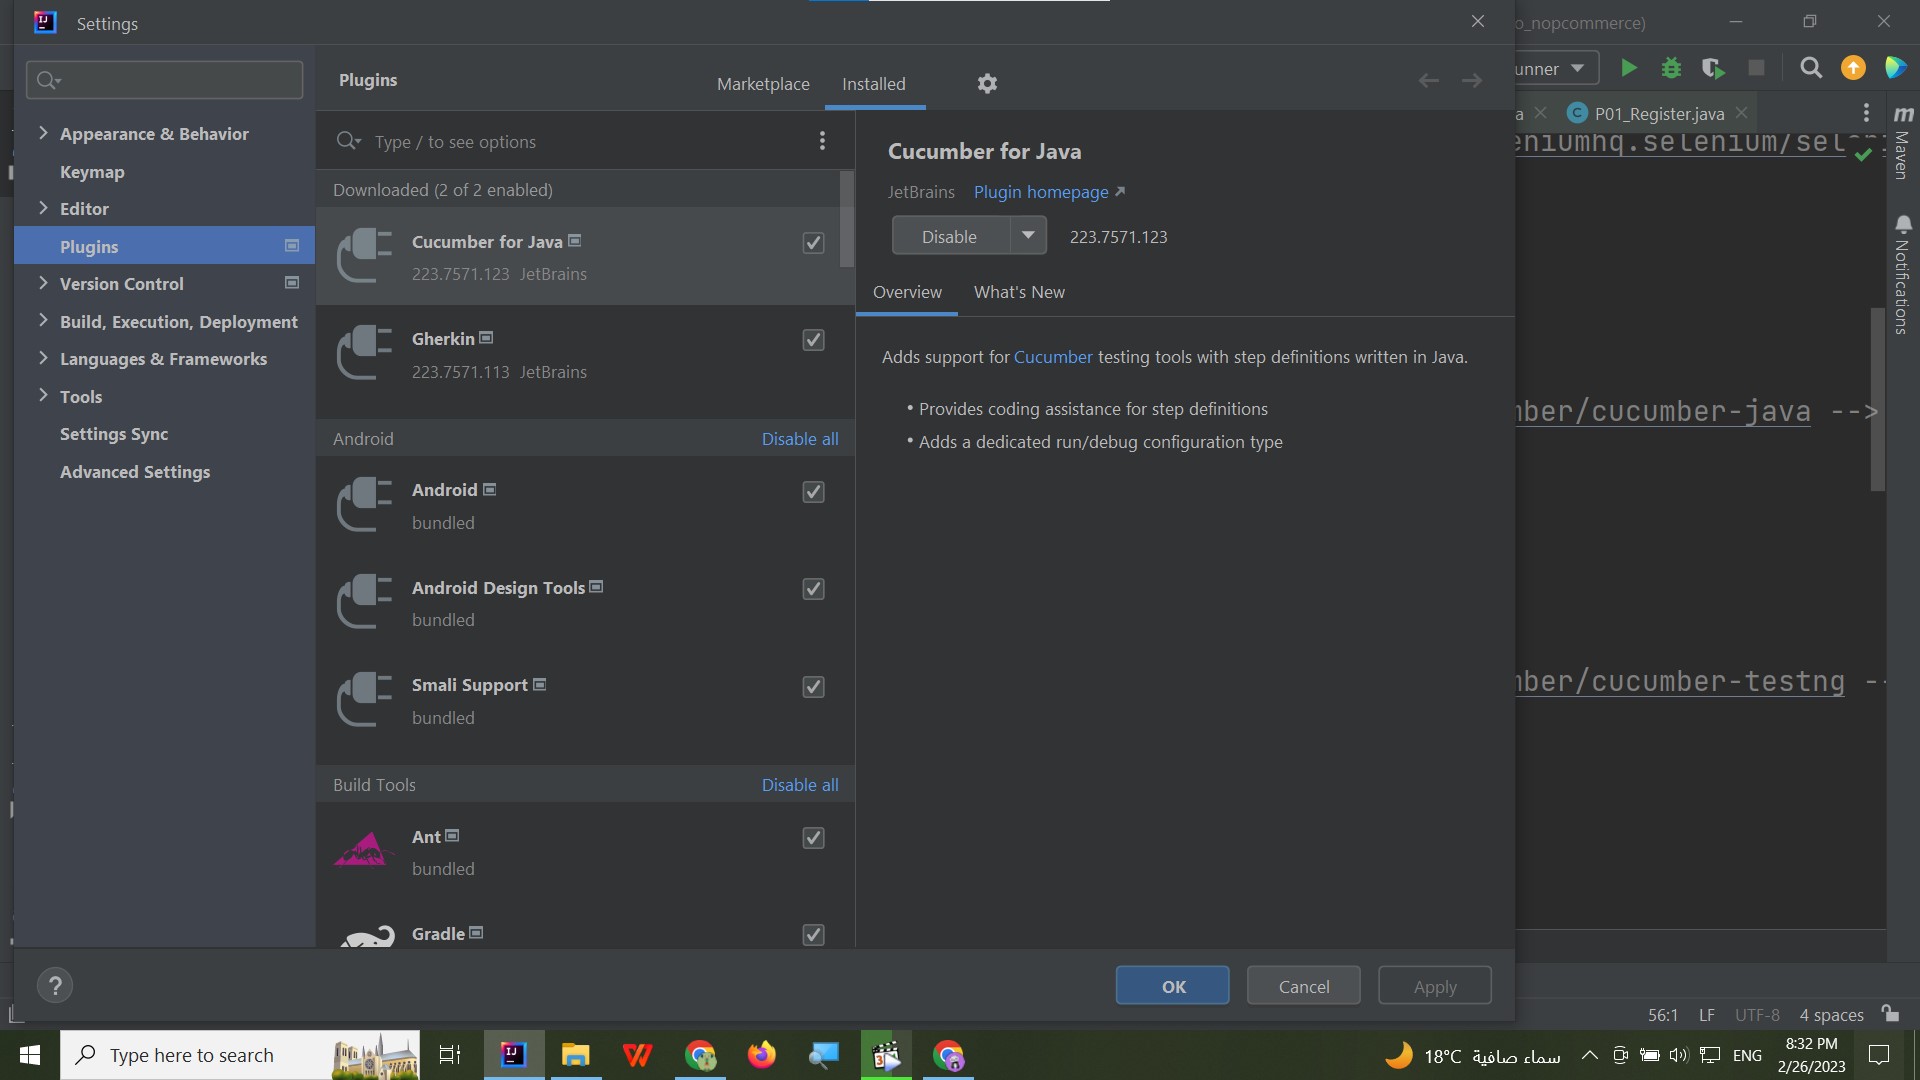 Settings
Appearance & Behavior
Keymap
Editor
Plugins
Version Control
Build, Execution, Deployment
Languages & Frameworks
Tools
Settings Sync
Advanced Settings
Plugins
Marketplace
Installed
Type / to see options
Downloaded (2 of 2 enabled)
Cucumber for Java
223.7571.123 JetBrains
Gherkin
223.7571.113 JetBrains
Android
Disable all
Android
bundled
Android Design Tools
bundled
Smali Support
bundled
Build Tools
Disable all
Ant
bundled
Gradle
Cucumber for Java
JetBrains
Plugin homepage
Disable
223.7571.123
Overview
What's New
Adds support for Cucumber testing tools with step definitions written in Java.
• Provides coding assistance for step definitions
• Adds a dedicated run/debug configuration type
?
OK
Cancel
Apply
o_nopcommerce)
unner
a
P01_Register.java
eniumhq.selenium/sel
mber/cucumber-java -->
mber/cucumber-testng --
m
Maven
Notifications
56:1
LF
UTF-8
4 spaces
Type here to search
18°C سماء صافية
ENG
8:32 PM
2/26/2023